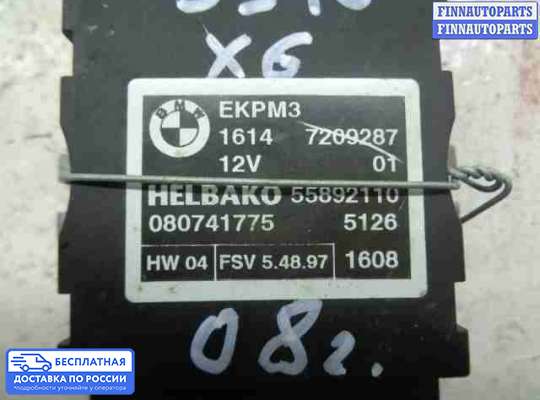 FINNAUTOPARTS
FINNAUTOPARTS
X6
BMW
EKPM3
1614 7209287
12V 01
HELBAKO 55892110
080741775 5126
HW 04 FSV 5.48.97 1608
08г.
БЕСПЛАТНАЯ
ДОСТАВКА ПО РОССИИ